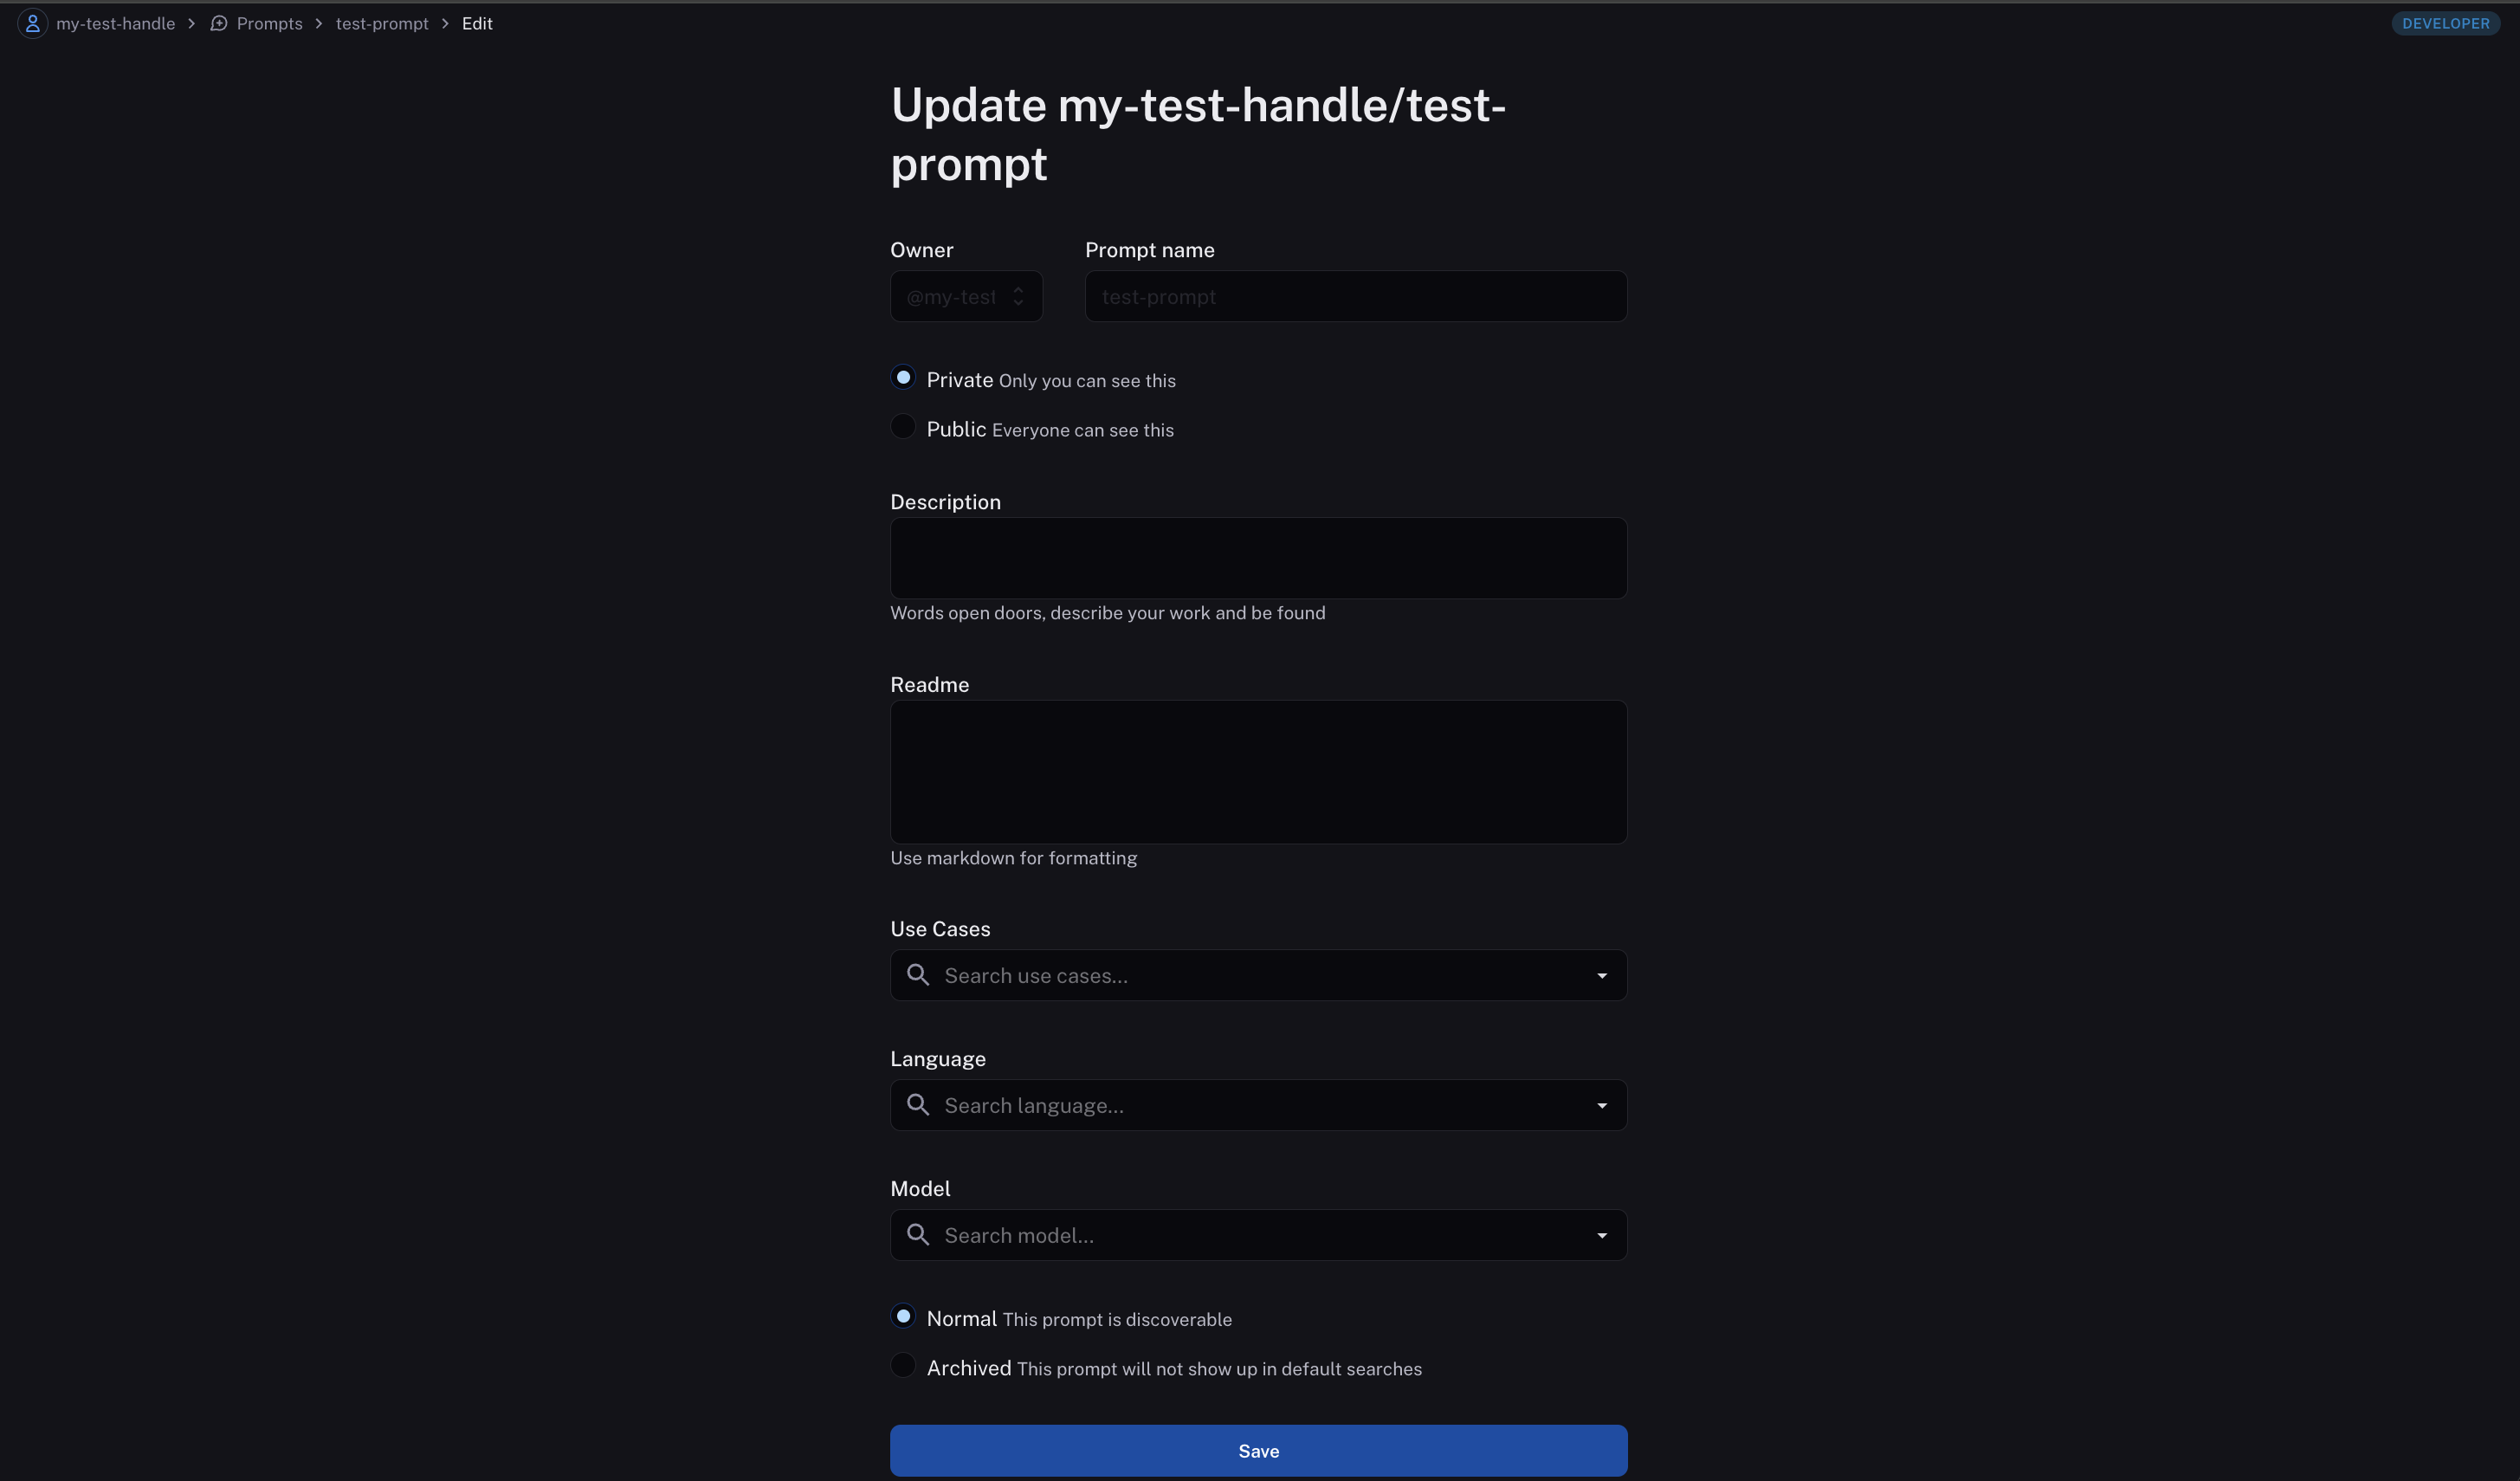 my-test-handle > Prompts > test-prompt > Edit
DEVELOPER
Update my-test-handle/test-
prompt
Owner
Prompt name
@my-test
test-prompt
Private Only you can see this
Public Everyone can see this
Description
Words open doors, describe your work and be found
Readme
Use markdown for formatting
Use Cases
Search use cases...
Language
Search language...
Model
Search model...
Normal This prompt is discoverable
Archived This prompt will not show up in default searches
Save